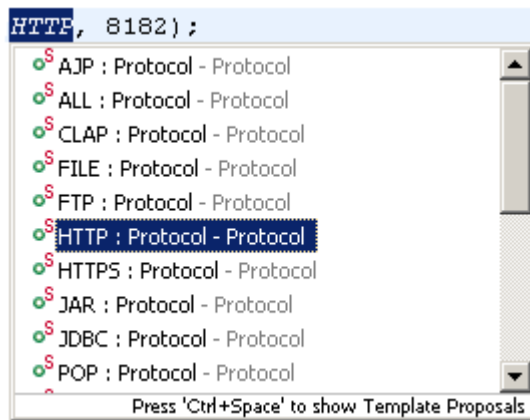 HTTP, 8182);
S AJP : Protocol - Protocol
S ALL : Protocol - Protocol
S CLAP : Protocol - Protocol
S FILE : Protocol - Protocol
S FTP : Protocol - Protocol
S HTTP : Protocol - Protocol
S HTTPS : Protocol - Protocol
S JAR : Protocol - Protocol
S JDBC : Protocol - Protocol
S POP : Protocol - Protocol
Press 'Ctrl+Space' to show Template Proposals